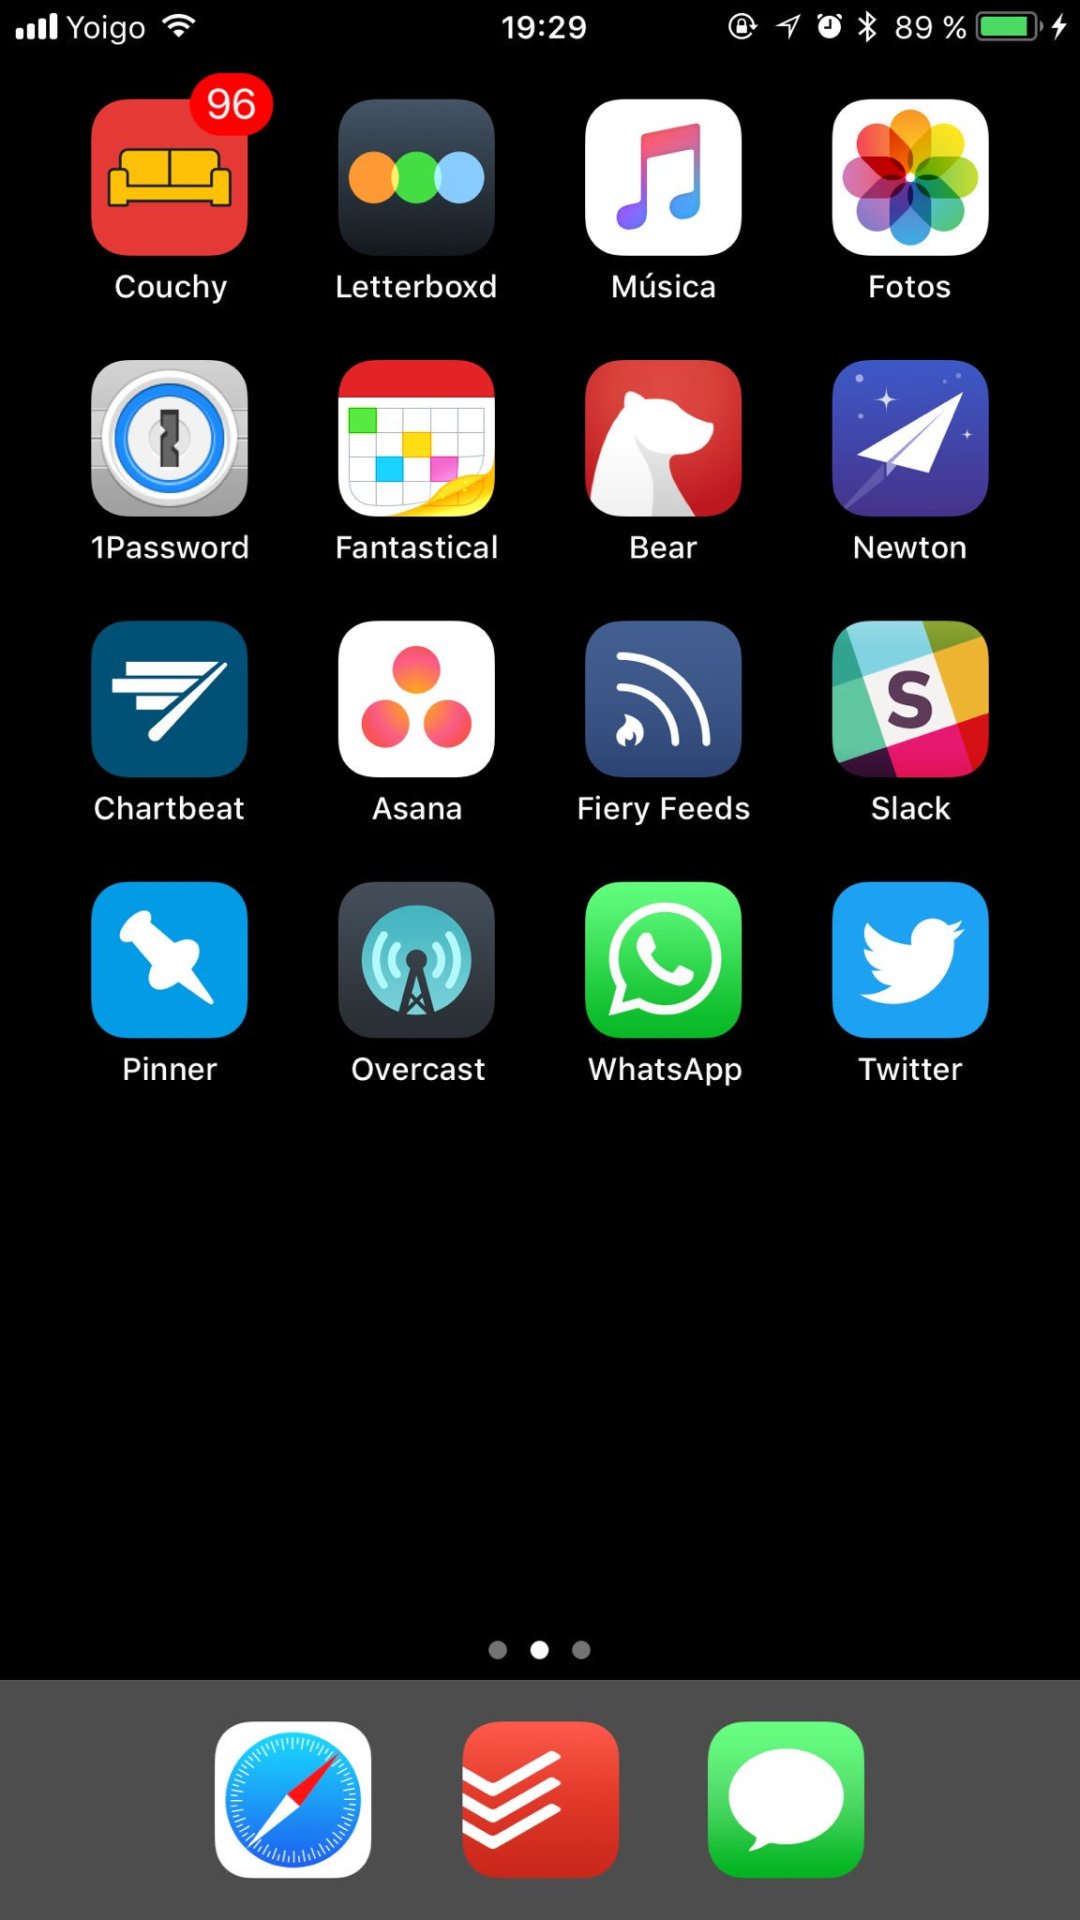 Yoigo 19:29 89 %
96
Couchy Letterboxd Música Fotos
1Password Fantastical Bear Newton
S
Chartbeat Asana Fiery Feeds Slack
Pinner Overcast WhatsApp Twitter